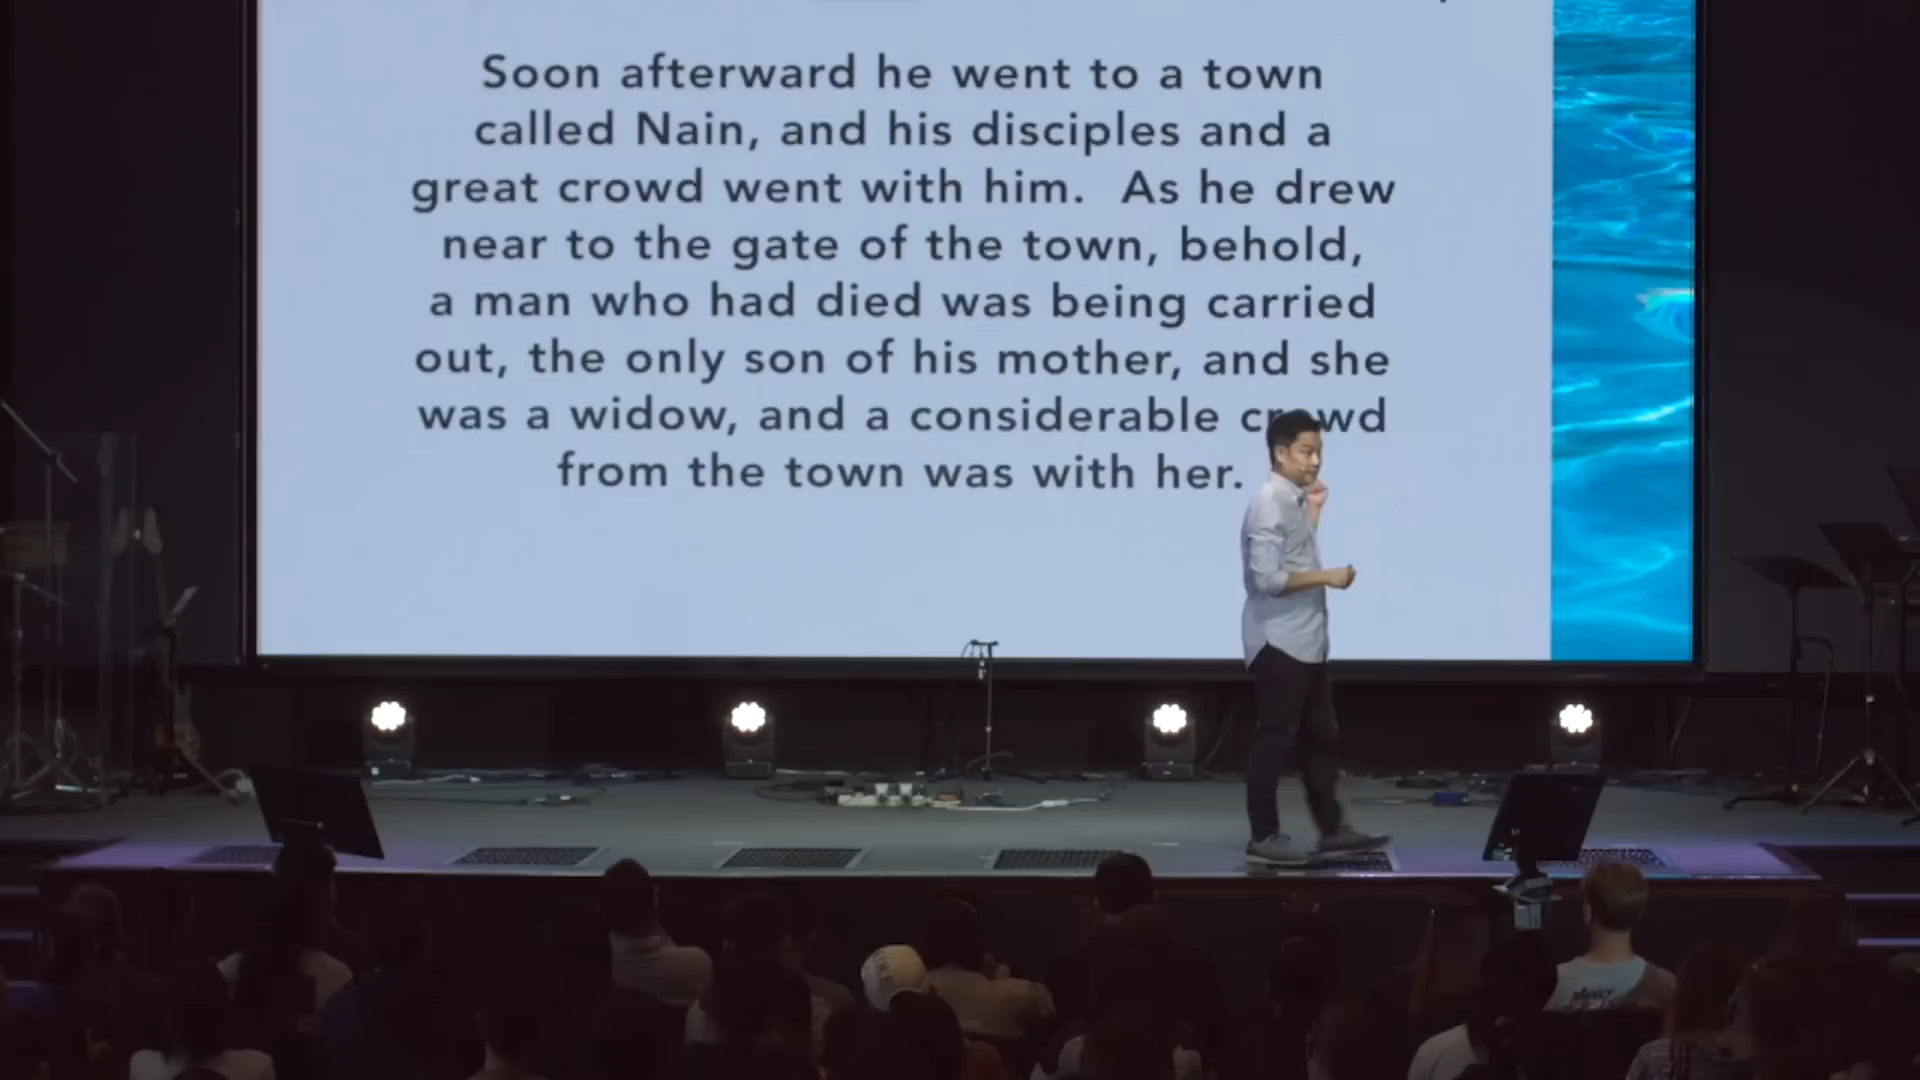 Soon afterward he went to a town
called Nain, and his disciples and a
great crowd went with him. As he drew
near to the gate of the town, behold,
a man who had died was being carried
out, the only son of his mother, and she
was a widow, and a considerable crowd
from the town was with her.